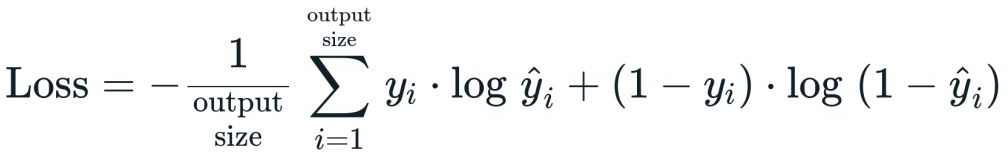 Loss = − 1/output size ∑ i=1 output size yᵢ · log ŷᵢ + (1 − yᵢ) · log (1 − ŷᵢ)